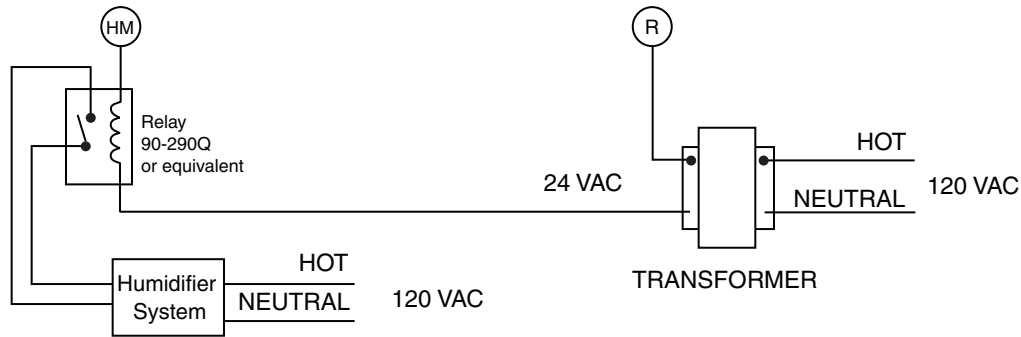 HM
R
Relay
90-290Q
or equivalent
24 VAC
HOT
NEUTRAL
120 VAC
TRANSFORMER
Humidifier
System
HOT
NEUTRAL
120 VAC